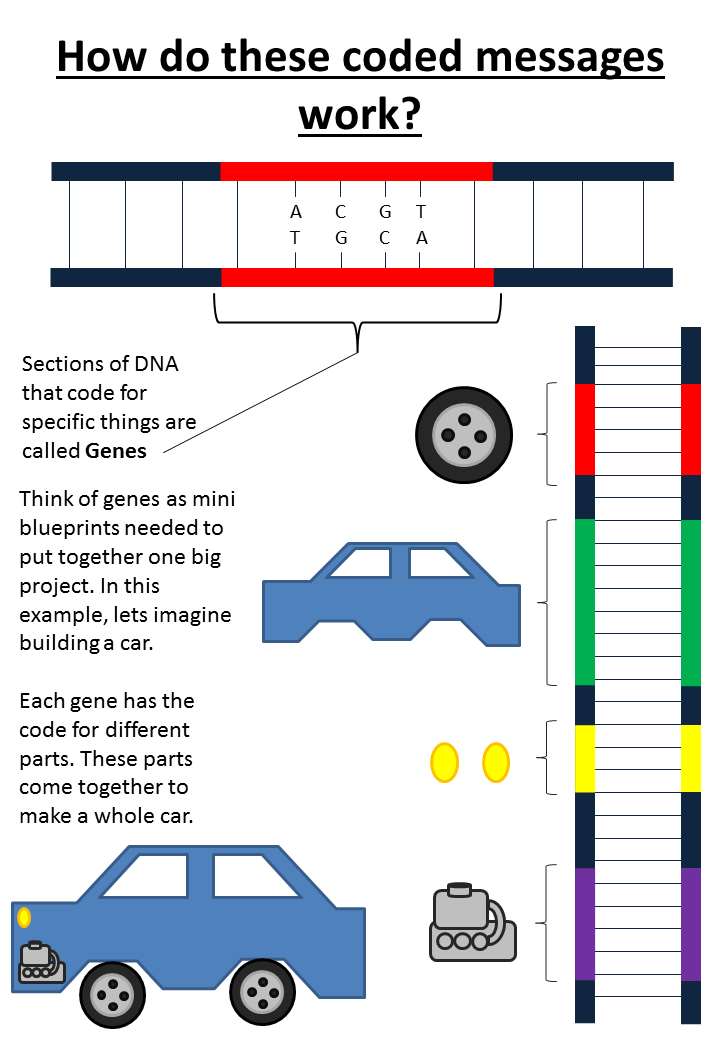 How do these coded messages
work?
A C G T
T G C A
Sections of DNA
that code for
specific things are
called Genes
Think of genes as mini
blueprints needed to
put together one big
project. In this
example, lets imagine
building a car.
Each gene has the
code for different
parts. These parts
come together to
make a whole car.